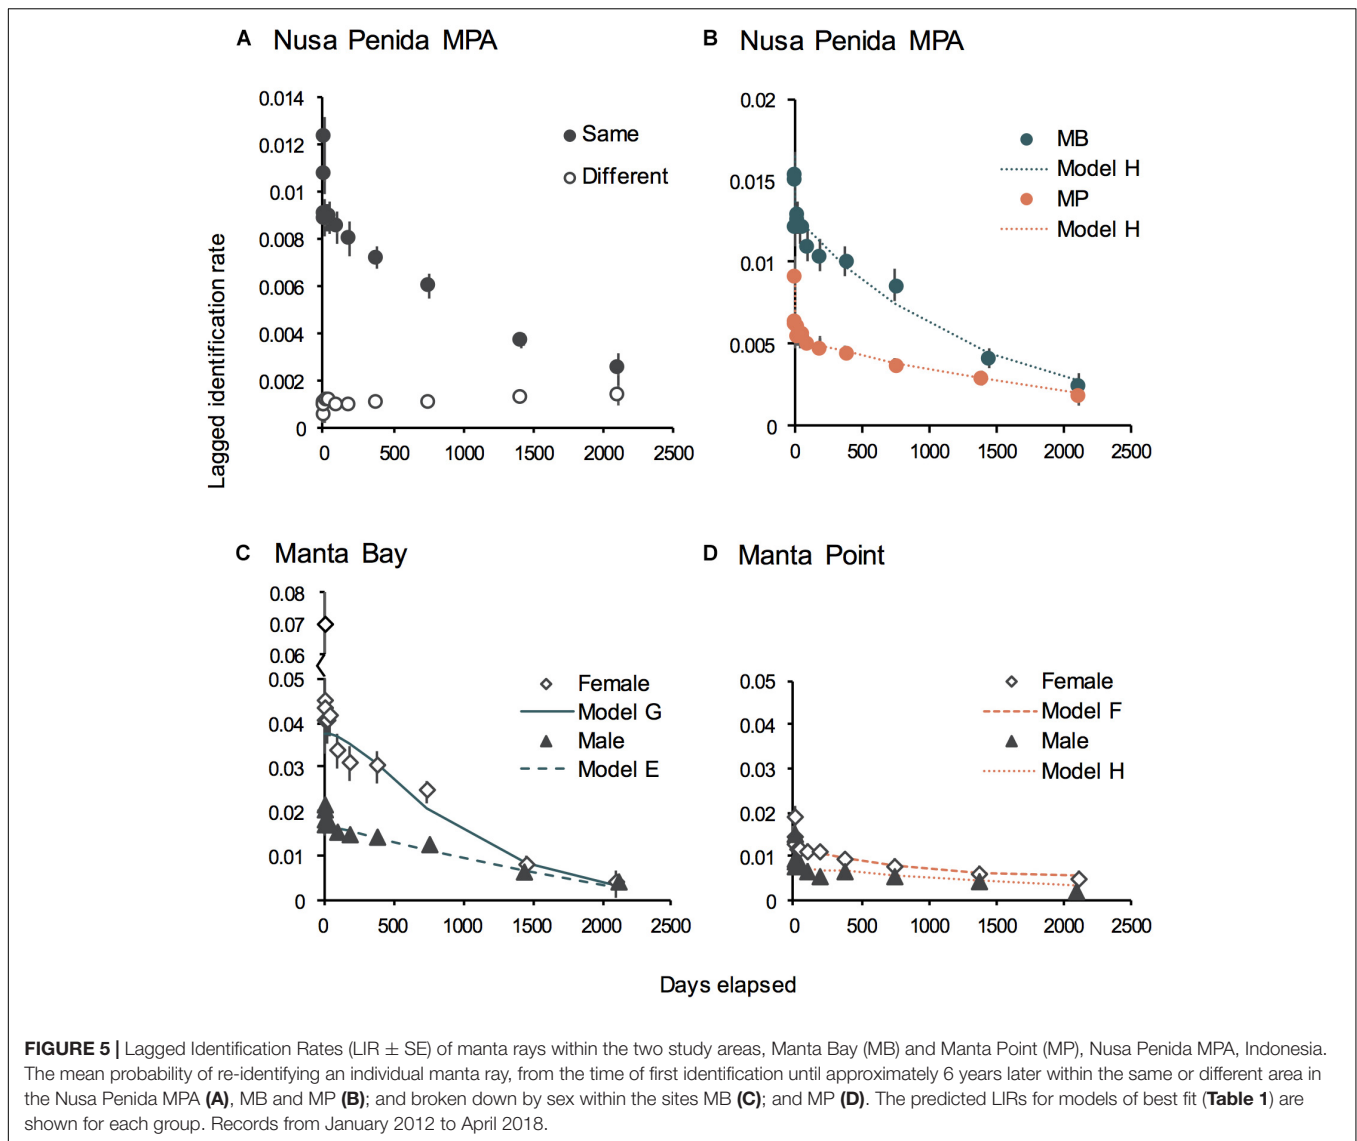 A Nusa Penida MPA
0.014
0.012
0.01
0.008
0.006
0.004
0.002
0
Same
Different
0 500 1000 1500 2000 2500
Lagged identification rate
B Nusa Penida MPA
0.02
0.015
0.01
0.005
0
MB
Model H
MP
Model H
0 500 1000 1500 2000 2500
C Manta Bay
0.08
0.07
0.06
0.05
0.04
0.03
0.02
0.01
0
Female
Model G
Male
Model E
0 500 1000 1500 2000 2500
D Manta Point
0.05
0.04
0.03
0.02
0.01
0
Female
Model F
Male
Model H
0 500 1000 1500 2000 2500
Days elapsed
FIGURE 5 | Lagged Identification Rates (LIR ± SE) of manta rays within the two study areas, Manta Bay (MB) and Manta Point (MP), Nusa Penida MPA, Indonesia.
The mean probability of re-identifying an individual manta ray, from the time of first identification until approximately 6 years later within the same or different area in
the Nusa Penida MPA (A), MB and MP (B); and broken down by sex within the sites MB (C); and MP (D). The predicted LIRs for models of best fit (Table 1) are
shown for each group. Records from January 2012 to April 2018.